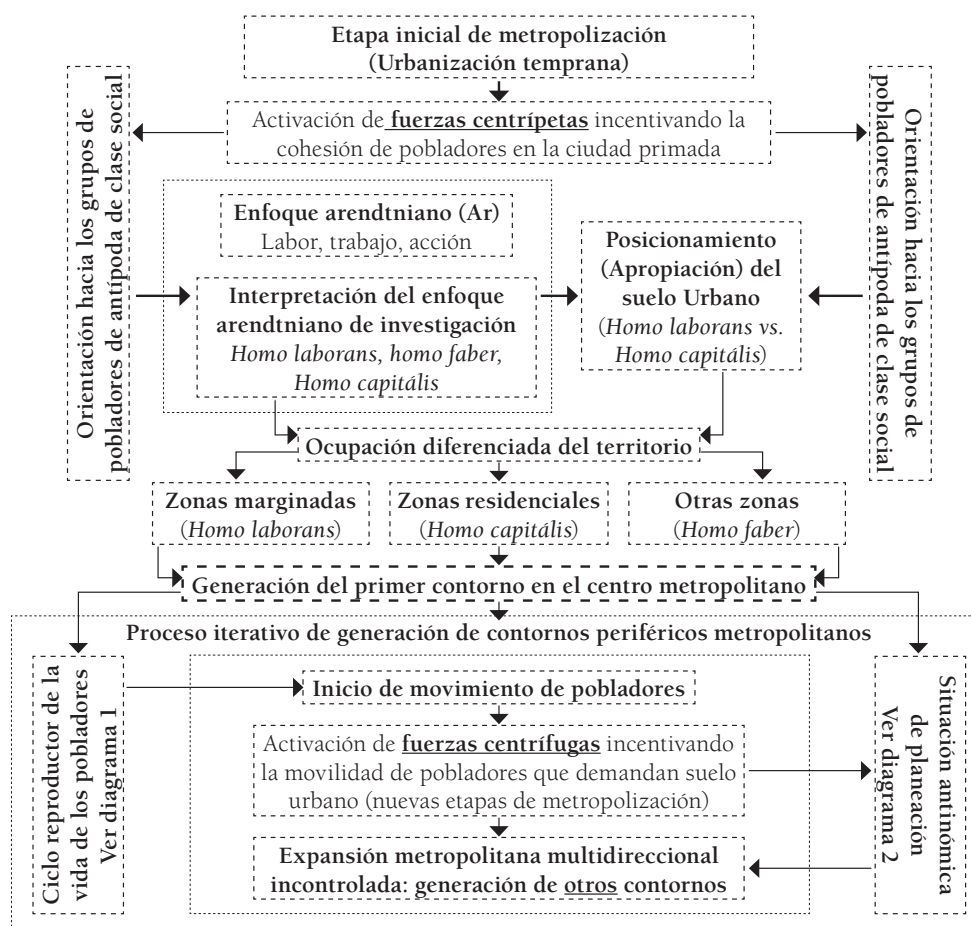 Etapa inicial de metropolización
(Urbanización temprana)
Activación de fuerzas centrípetas incentivando la
cohesión de pobladores en la ciudad primada
Orientación hacia los grupos de
pobladores de antípoda de clase social
Orientación hacia los grupos de
pobladores de antípoda de clase social
Enfoque arendtniano (Ar)
Labor, trabajo, acción
Interpretación del enfoque
arendtniano de investigación
Homo laborans, homo faber,
Homo capitális
Posicionamiento
(Apropiación) del
suelo Urbano
(Homo laborans vs.
Homo capitális)
Ocupación diferenciada del territorio
Zonas marginadas
(Homo laborans)
Zonas residenciales
(Homo capitális)
Otras zonas
(Homo faber)
Generación del primer contorno en el centro metropolitano
Proceso iterativo de generación de contornos periféricos metropolitanos
Ciclo reproductor de la
vida de los pobladores
Ver diagrama 1
Inicio de movimiento de pobladores
Activación de fuerzas centrífugas incentivando
la movilidad de pobladores que demandan suelo
urbano (nuevas etapas de metropolización)
Expansión metropolitana multidireccional
incontrolada: generación de otros contornos
Situación antinómica
de planeación
Ver diagrama 2